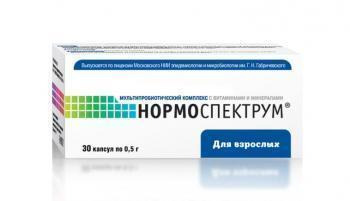 Выпускается по лицензии Московского НИИ эпидемиологии и микробиологии им. Г. Н. Габричевского
МУЛЬТИПРОБИОТИЧЕСКИЙ КОМПЛЕКС С ВИТАМИНАМИ И МИНЕРАЛАМИ
НОРМОСПЕКТРУМ®
Для взрослых
30 капсул по 0,5 г